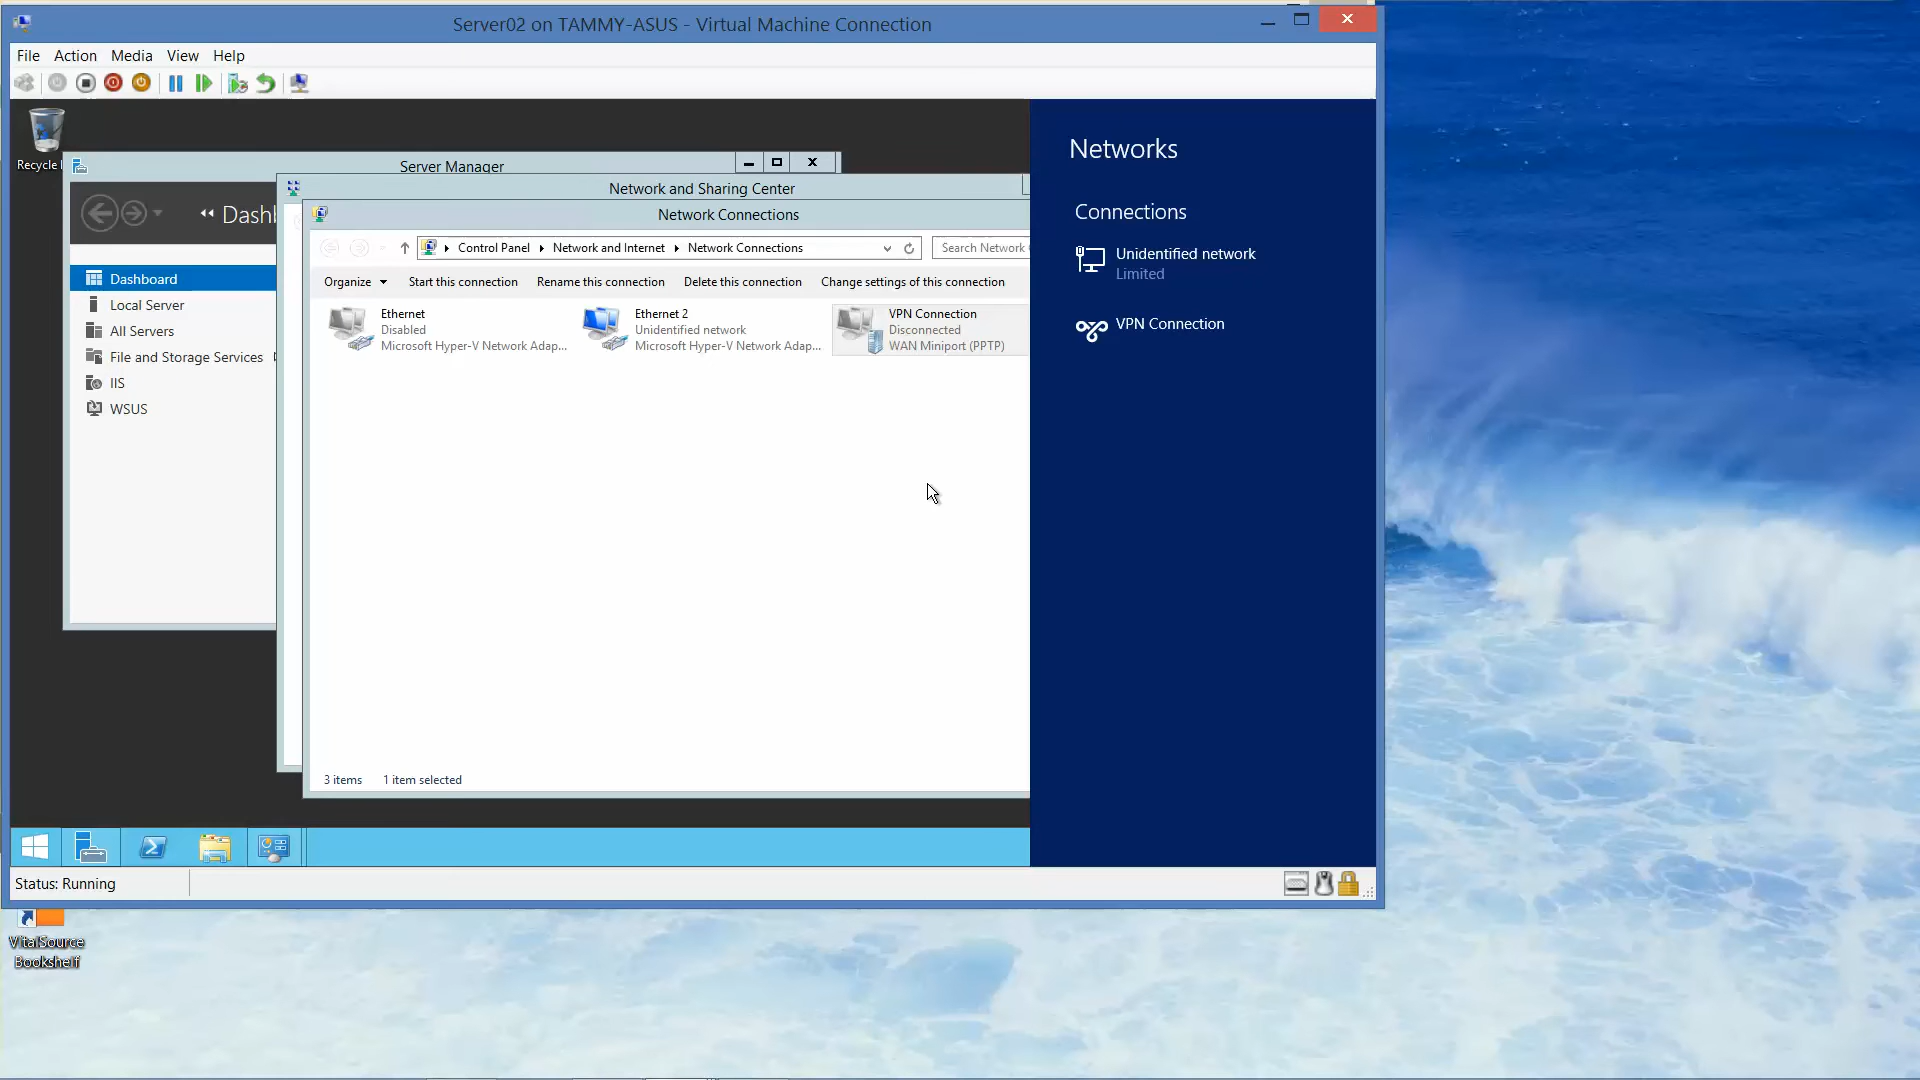 Server02 on TAMMY-ASUS - Virtual Machine Connection
File Action Media View Help
Recycle
Server Manager
Dash
Dashboard
Local Server
All Servers
File and Storage Services
IIS
WSUS
Network and Sharing Center
Network Connections
Control Panel Network and Internet Network Connections
Search Network
Organize Start this connection Rename this connection Delete this connection Change settings of this connection
Ethernet
Disabled
Microsoft Hyper-V Network Adap...
Ethernet 2
Unidentified network
Microsoft Hyper-V Network Adap...
VPN Connection
Disconnected
WAN Miniport (PPTP)
3 items 1 item selected
Networks
Connections
Unidentified network
Limited
VPN Connection
Status: Running
VitalSource
Bookshelf